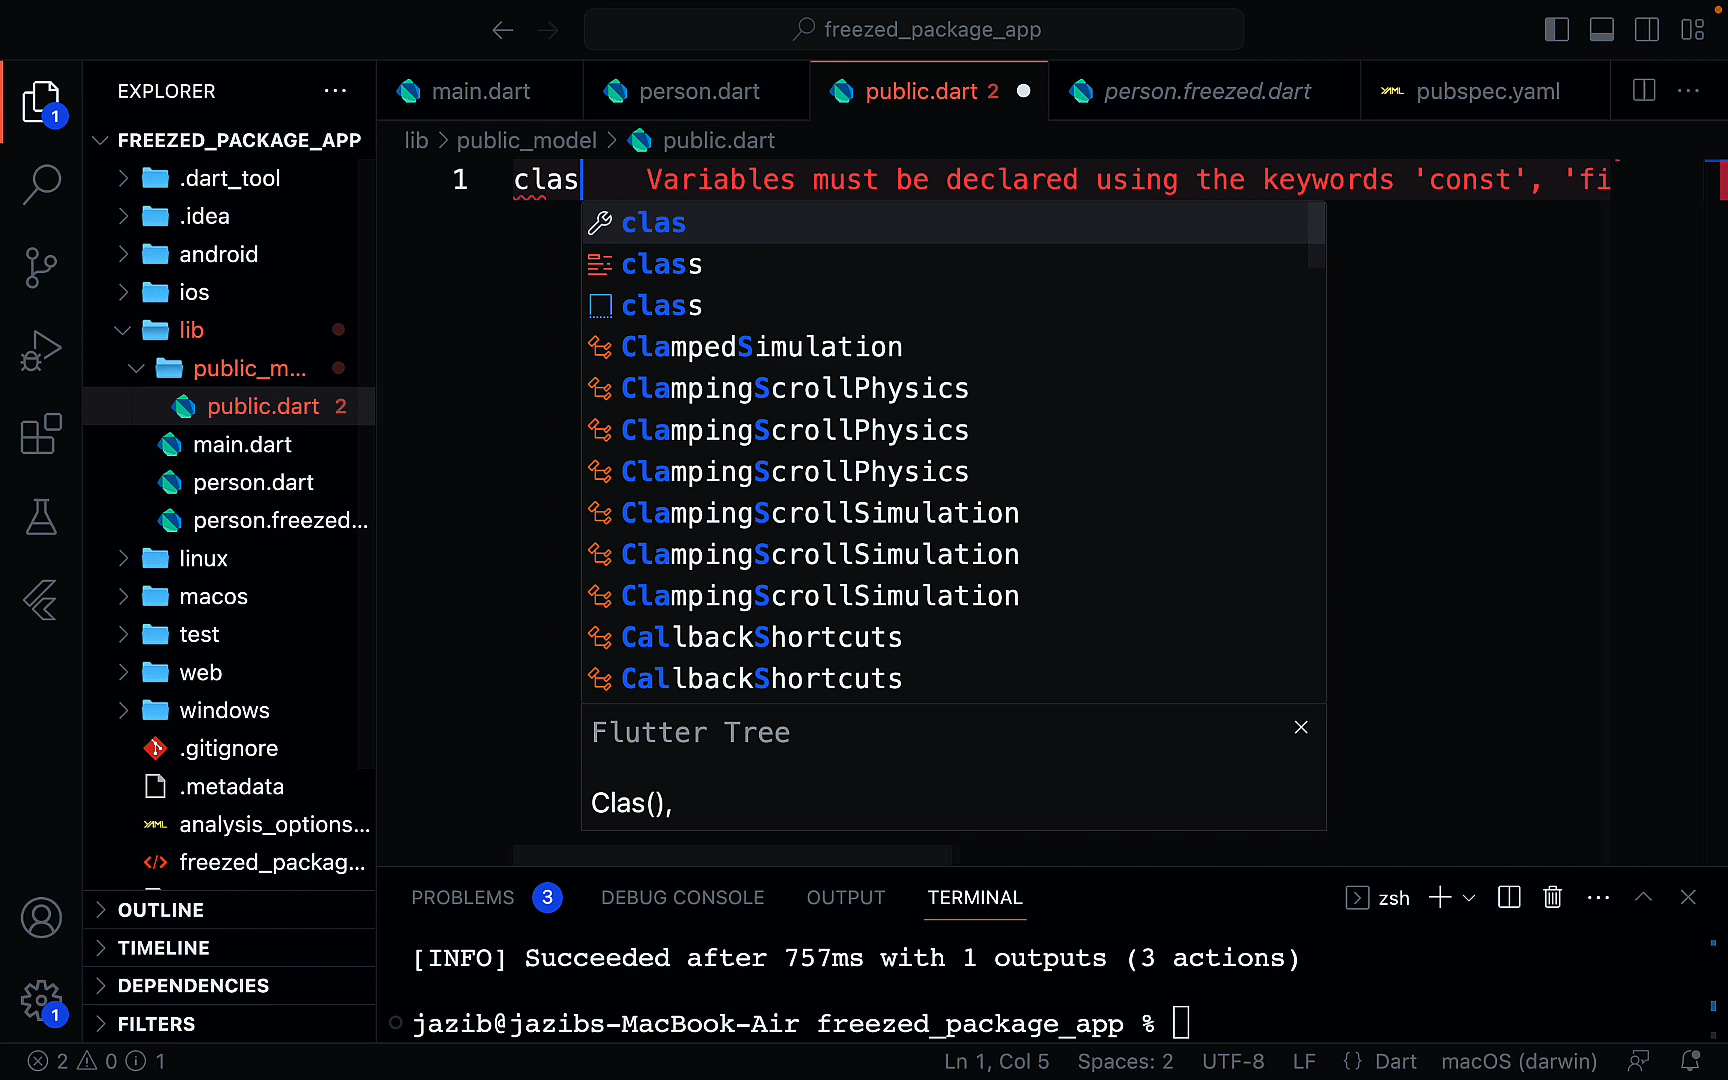 freezed_package_app
1
EXPLORER
...
main.dart
person.dart
public.dart 2
person.freezed.dart
YAML pubspec.yaml
...
FREEZED_PACKAGE_APP
lib > public_model > public.dart
.dart_tool
.idea
android
ios
lib
public_m...
public.dart 2
main.dart
person.dart
person.freezed...
linux
macos
test
web
windows
.gitignore
.metadata
YAML analysis_options...
</> freezed_packag...
OUTLINE
TIMELINE
DEPENDENCIES
FILTERS
1
1 clas Variables must be declared using the keywords 'const', 'fi
clas
class
class
ClampedSimulation
ClampingScrollPhysics
ClampingScrollPhysics
ClampingScrollPhysics
ClampingScrollSimulation
ClampingScrollSimulation
ClampingScrollSimulation
CallbackShortcuts
CallbackShortcuts
Flutter Tree
Clas(),
PROBLEMS 3 DEBUG CONSOLE OUTPUT TERMINAL
zsh
...
[INFO] Succeeded after 757ms with 1 outputs (3 actions)
jazib@jazibs-MacBook-Air freezed_package_app %
2 0 1
Ln 1, Col 5 Spaces: 2 UTF-8 LF {} Dart macOS (darwin)